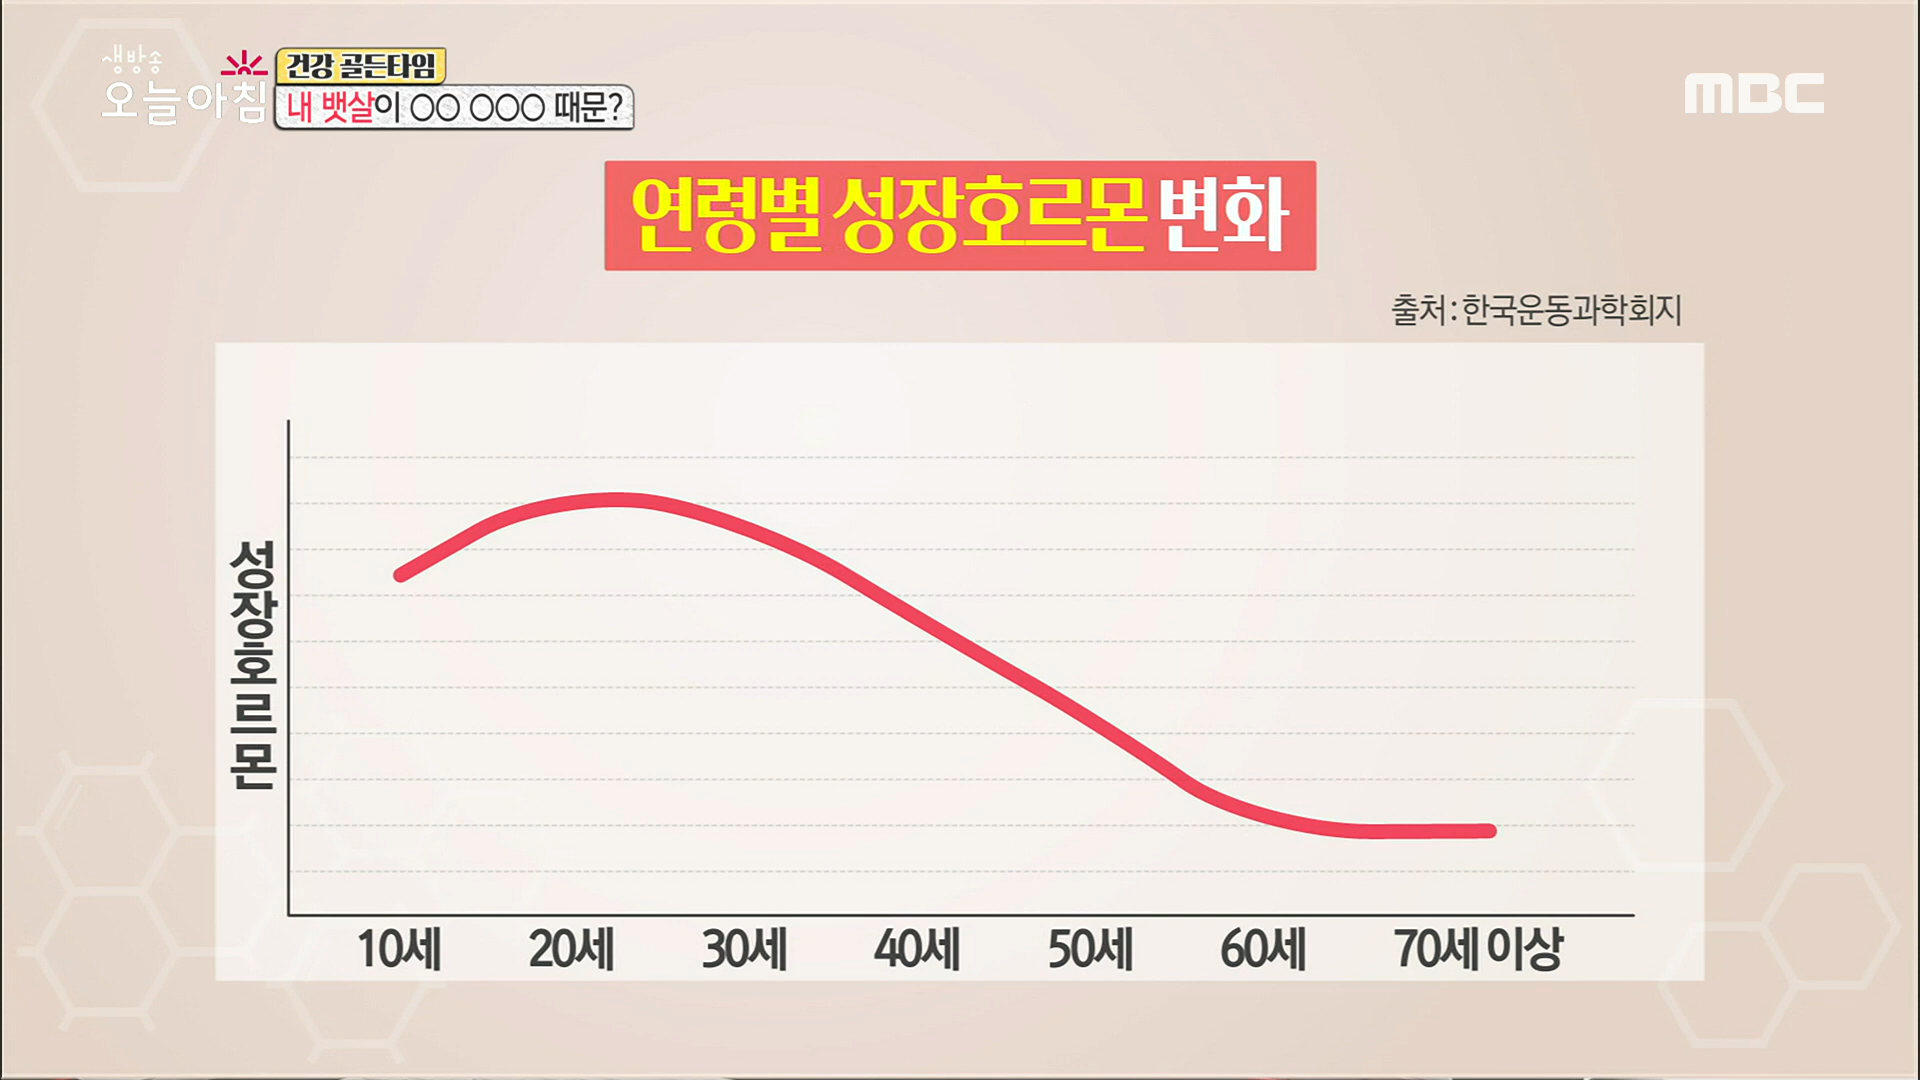 생방송
오늘아침
건강 골든타임
내 뱃살이 ○○ ○○○ 때문?
MBC
연령별 성장호르몬 변화
출처 : 한국운동과학회지
성장호르몬
10세 20세 30세 40세 50세 60세 70세 이상